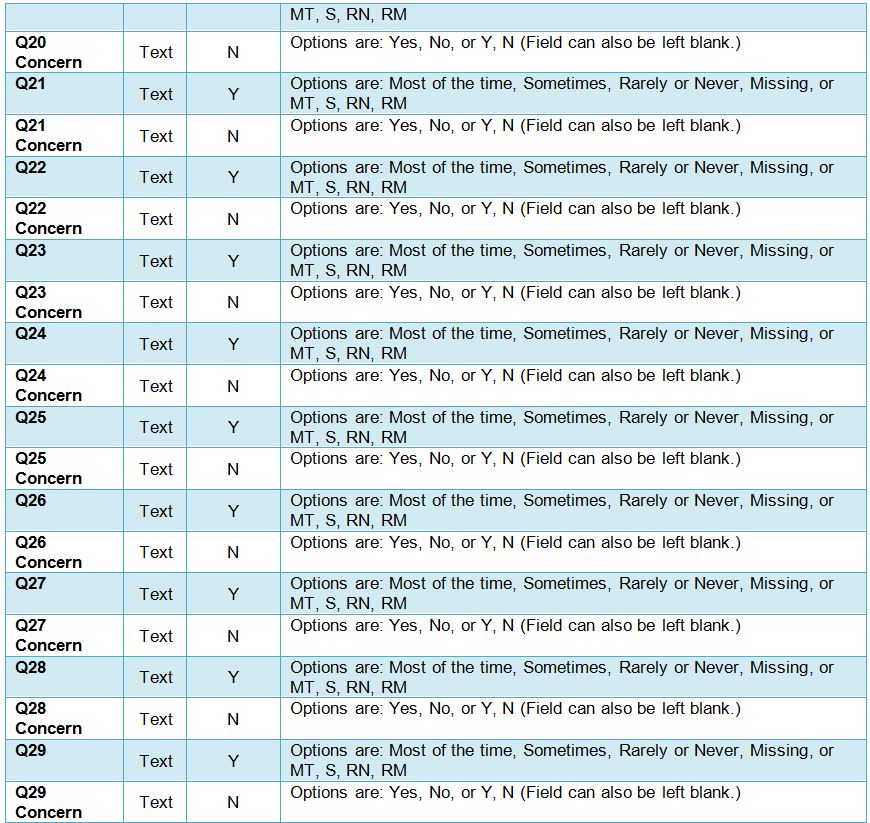 MT, S, RN, RM
Q20 Concern Text N Options are: Yes, No, or Y, N (Field can also be left blank.)
Q21 Text Y Options are: Most of the time, Sometimes, Rarely or Never, Missing, or
MT, S, RN, RM
Q21 Concern Text N Options are: Yes, No, or Y, N (Field can also be left blank.)
Q22 Text Y Options are: Most of the time, Sometimes, Rarely or Never, Missing, or
MT, S, RN, RM
Q22 Concern Text N Options are: Yes, No, or Y, N (Field can also be left blank.)
Q23 Text Y Options are: Most of the time, Sometimes, Rarely or Never, Missing, or
MT, S, RN, RM
Q23 Concern Text N Options are: Yes, No, or Y, N (Field can also be left blank.)
Q24 Text Y Options are: Most of the time, Sometimes, Rarely or Never, Missing, or
MT, S, RN, RM
Q24 Concern Text N Options are: Yes, No, or Y, N (Field can also be left blank.)
Q25 Text Y Options are: Most of the time, Sometimes, Rarely or Never, Missing, or
MT, S, RN, RM
Q25 Concern Text N Options are: Yes, No, or Y, N (Field can also be left blank.)
Q26 Text Y Options are: Most of the time, Sometimes, Rarely or Never, Missing, or
MT, S, RN, RM
Q26 Concern Text N Options are: Yes, No, or Y, N (Field can also be left blank.)
Q27 Text Y Options are: Most of the time, Sometimes, Rarely or Never, Missing, or
MT, S, RN, RM
Q27 Concern Text N Options are: Yes, No, or Y, N (Field can also be left blank.)
Q28 Text Y Options are: Most of the time, Sometimes, Rarely or Never, Missing, or
MT, S, RN, RM
Q28 Concern Text N Options are: Yes, No, or Y, N (Field can also be left blank.)
Q29 Text Y Options are: Most of the time, Sometimes, Rarely or Never, Missing, or
MT, S, RN, RM
Q29 Concern Text N Options are: Yes, No, or Y, N (Field can also be left blank.)